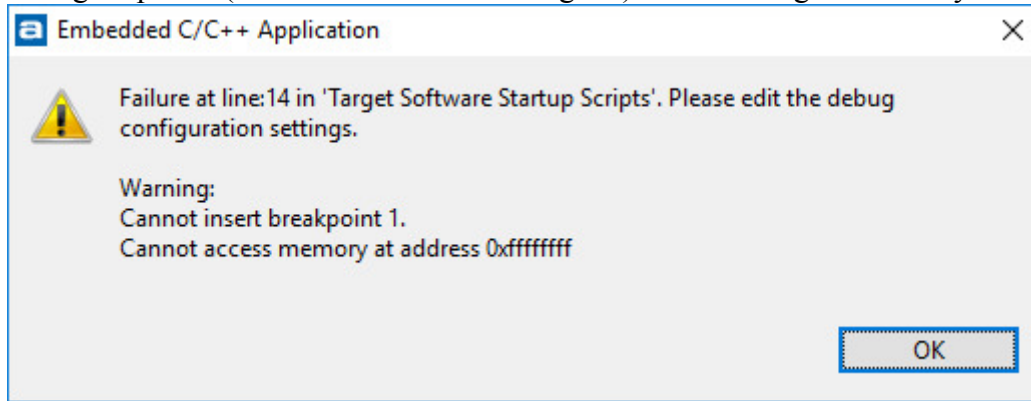 Embedded C/C++ Application
Failure at line:14 in 'Target Software Startup Scripts'. Please edit the debug
configuration settings.
Warning:
Cannot insert breakpoint 1.
Cannot access memory at address 0xffffffff
OK